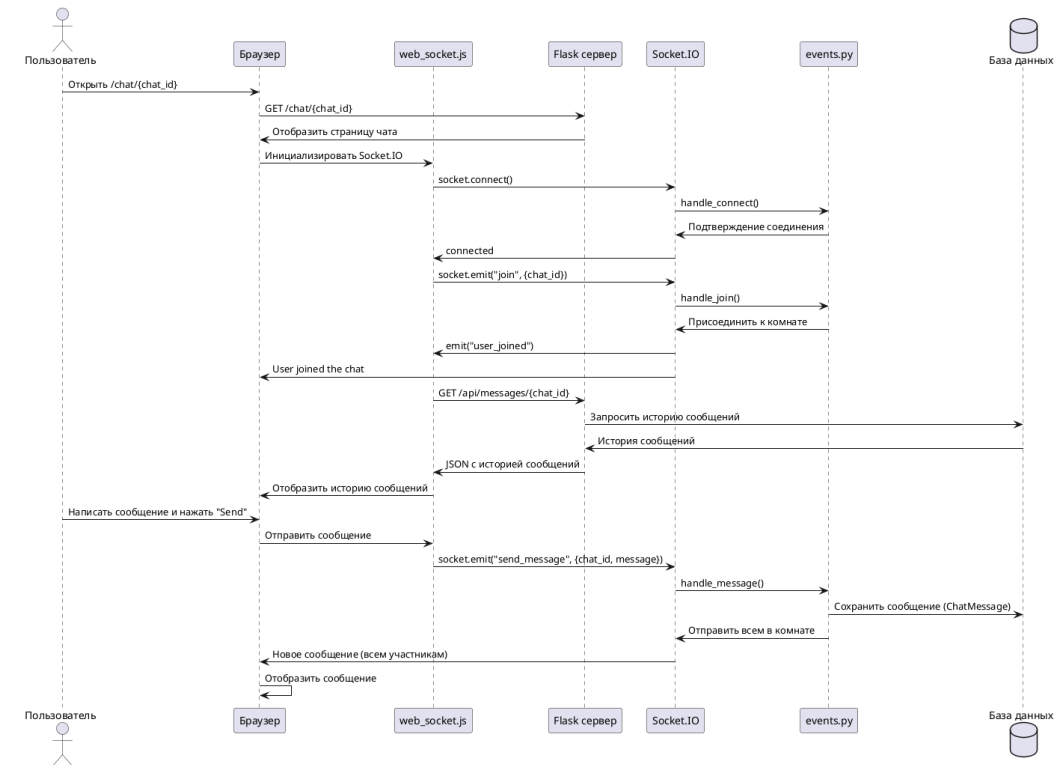 Пользователь
Браузер
web_socket.js
Flask сервер
Socket.IO
events.py
База данных
Открыть /chat/{chat_id}
GET /chat/{chat_id}
Отобразить страницу чата
Инициализировать Socket.IO
socket.connect()
handle_connect()
Подтверждение соединения
connected
socket.emit("join", {chat_id})
handle_join()
Присоединить к комнате
emit("user_joined")
User joined the chat
GET /api/messages/{chat_id}
Запросить историю сообщений
История сообщений
JSON с историей сообщений
Отобразить историю сообщений
Написать сообщение и нажать "Send"
Отправить сообщение
socket.emit("send_message", {chat_id, message})
handle_message()
Сохранить сообщение (ChatMessage)
Отправить всем в комнате
Новое сообщение (всем участникам)
Отобразить сообщение
Пользователь
Браузер
web_socket.js
Flask сервер
Socket.IO
events.py
База данных